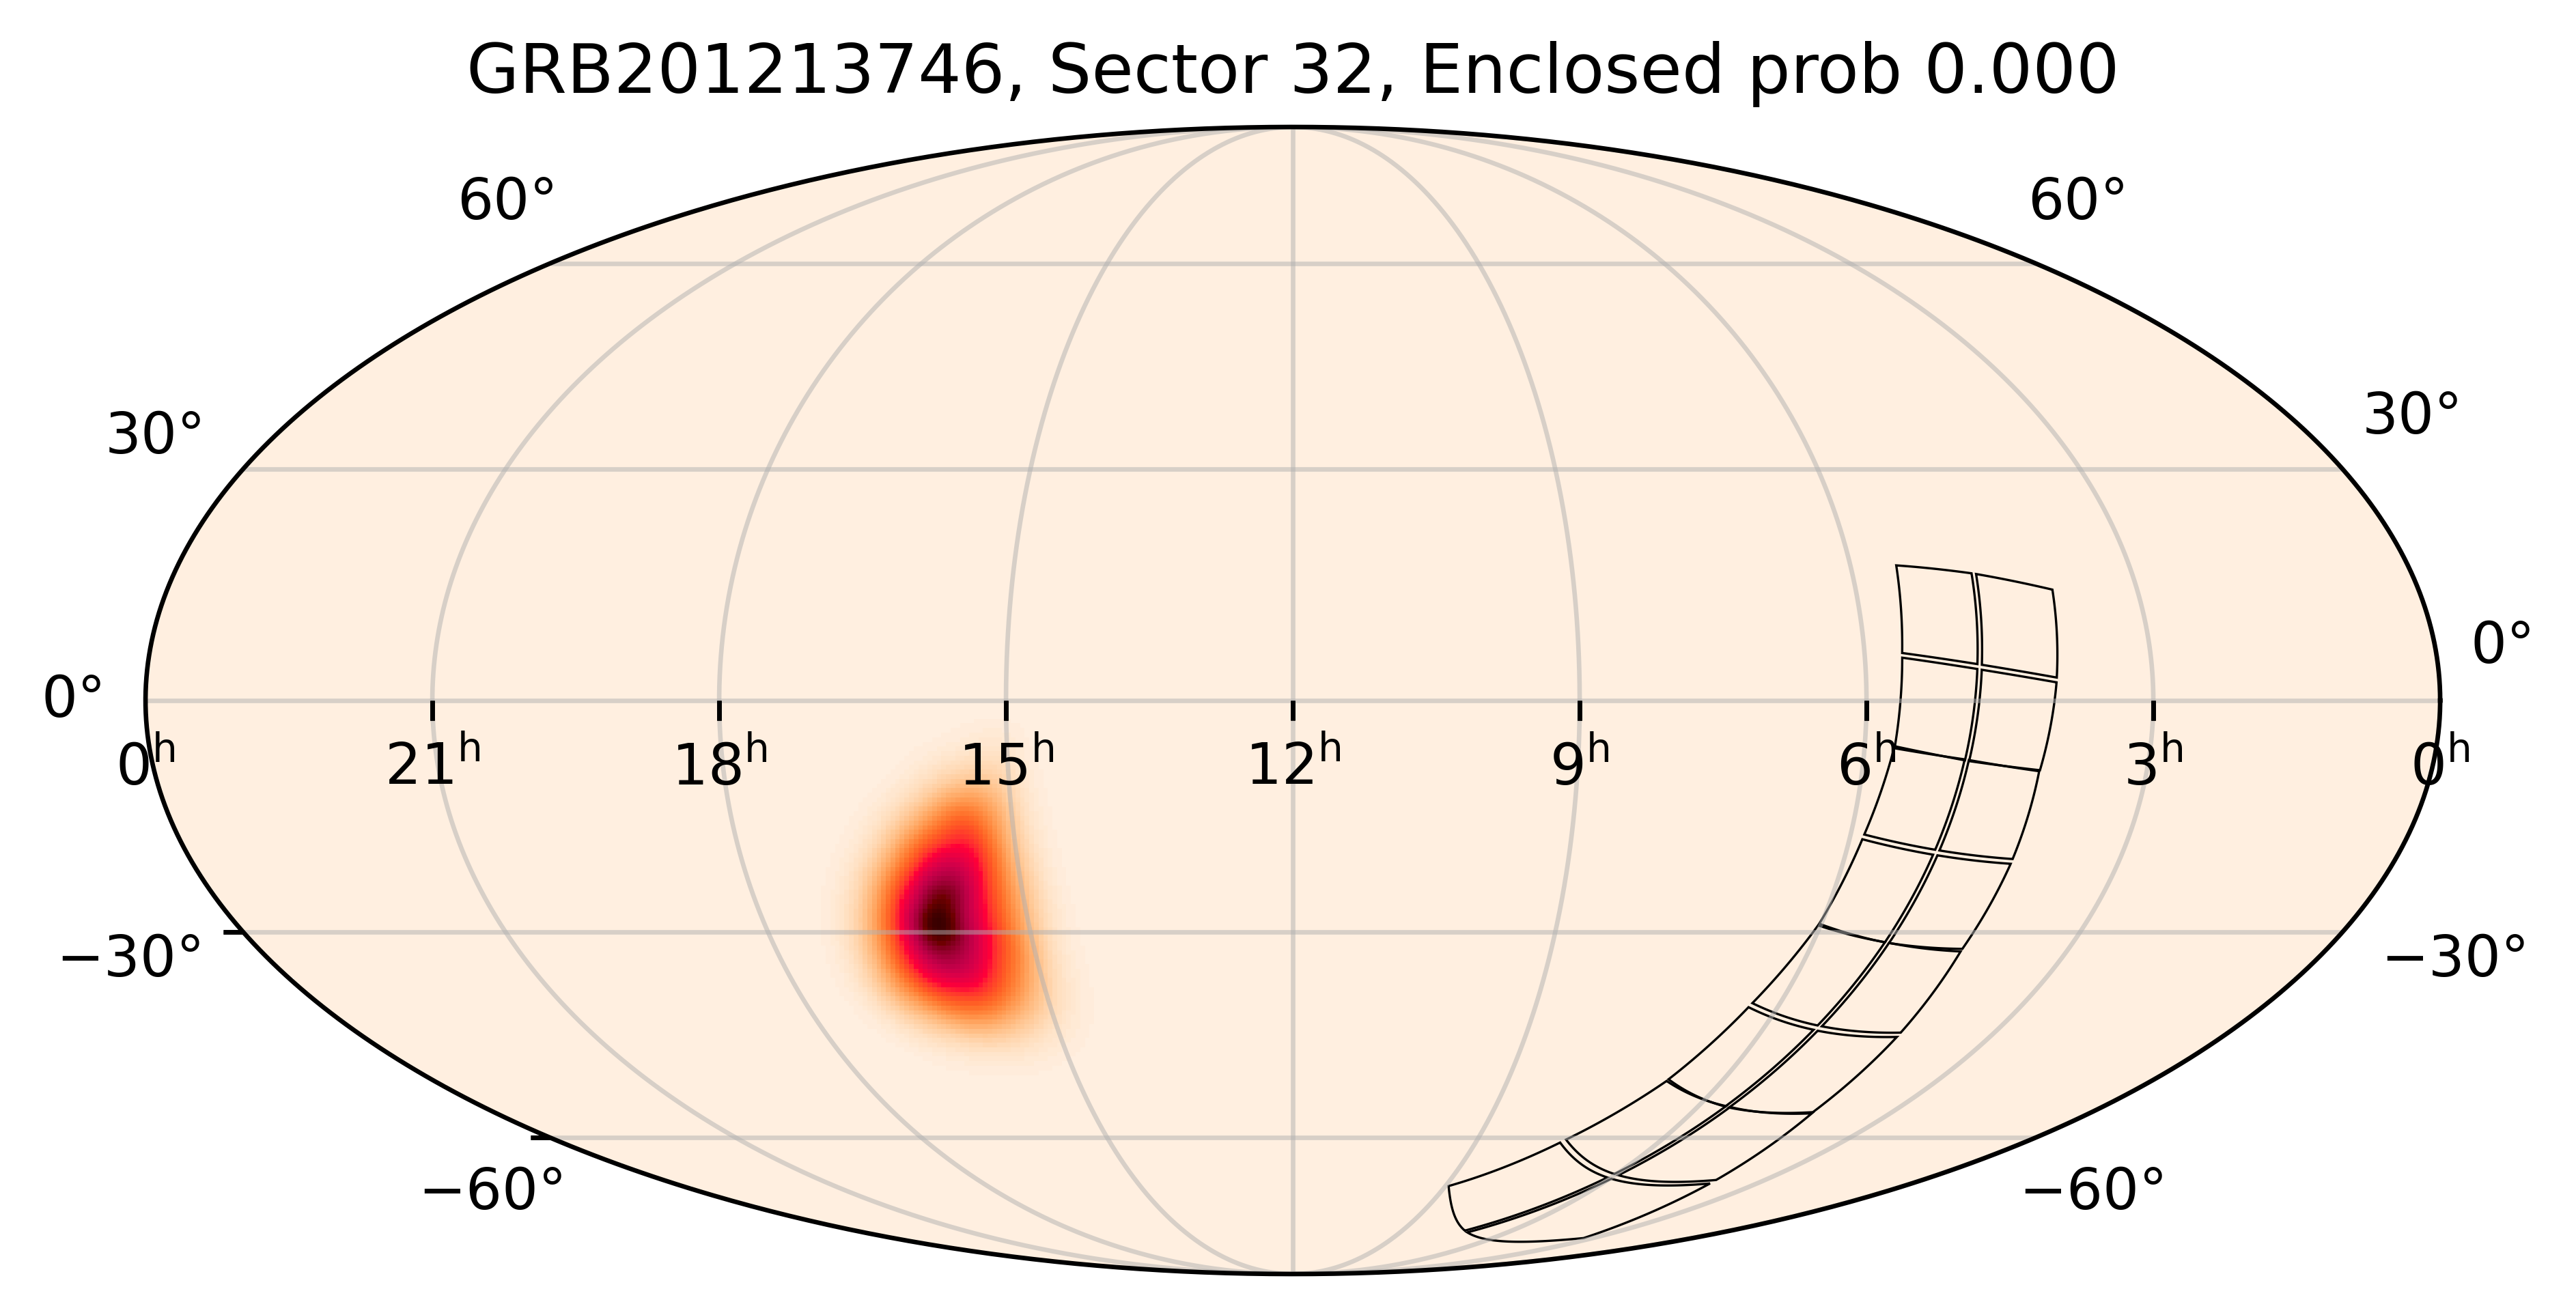 GRB201213746, Sector 32, Enclosed prob 0.000
60° 60°
30° 30°
0° 0°
0h 21h 18h 15h 12h 9h 6h 3h 0h
−30° −30°
−60° −60°